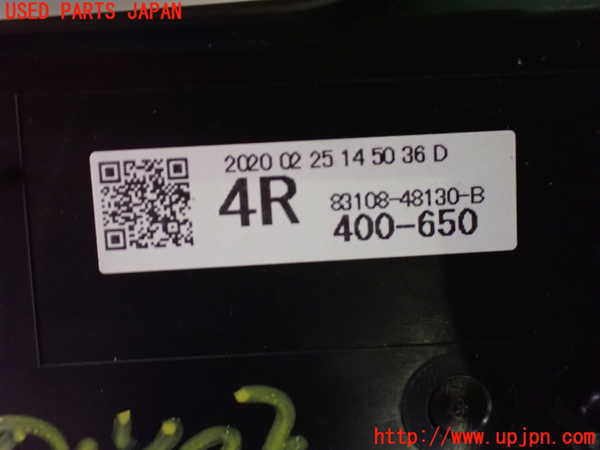 USED PARTS JAPAN
2020 02 25 14 50 36 D
4R 83108-48130-B
400-650
http://www.upjpn.com/